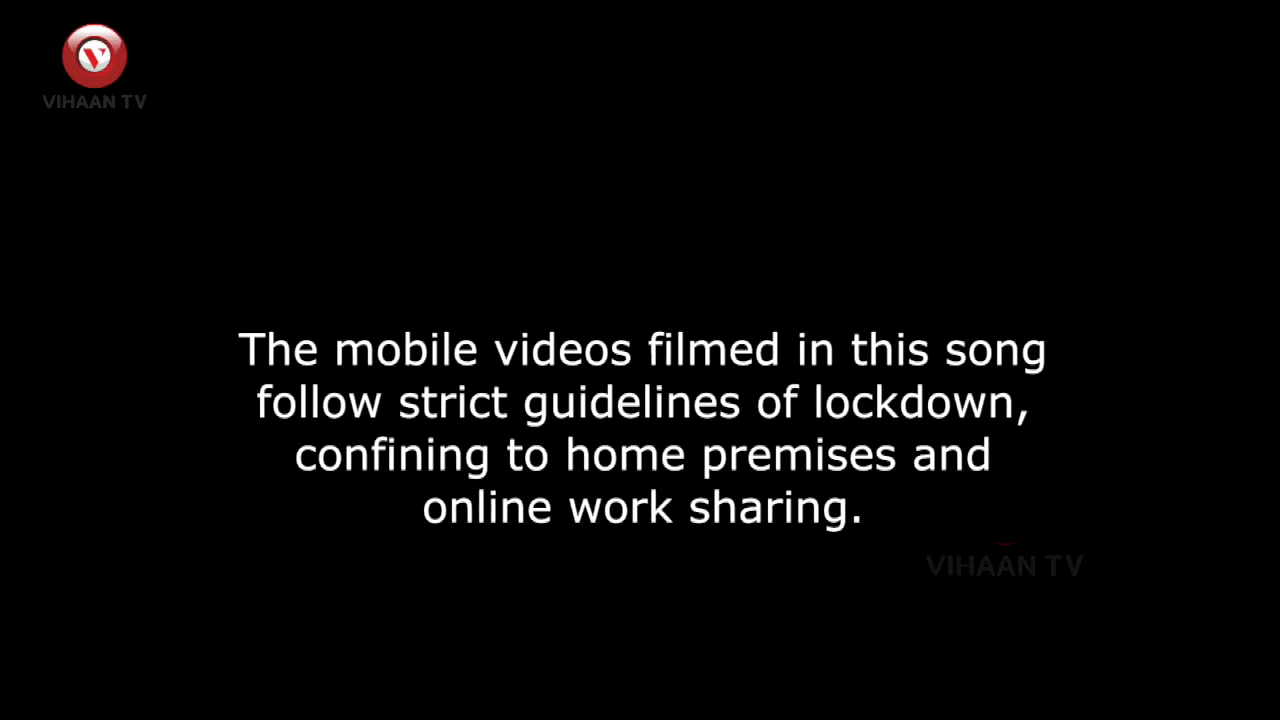 VIHAAN TV
The mobile videos filmed in this song
follow strict guidelines of lockdown,
confining to home premises and
online work sharing.
VIHAAN TV